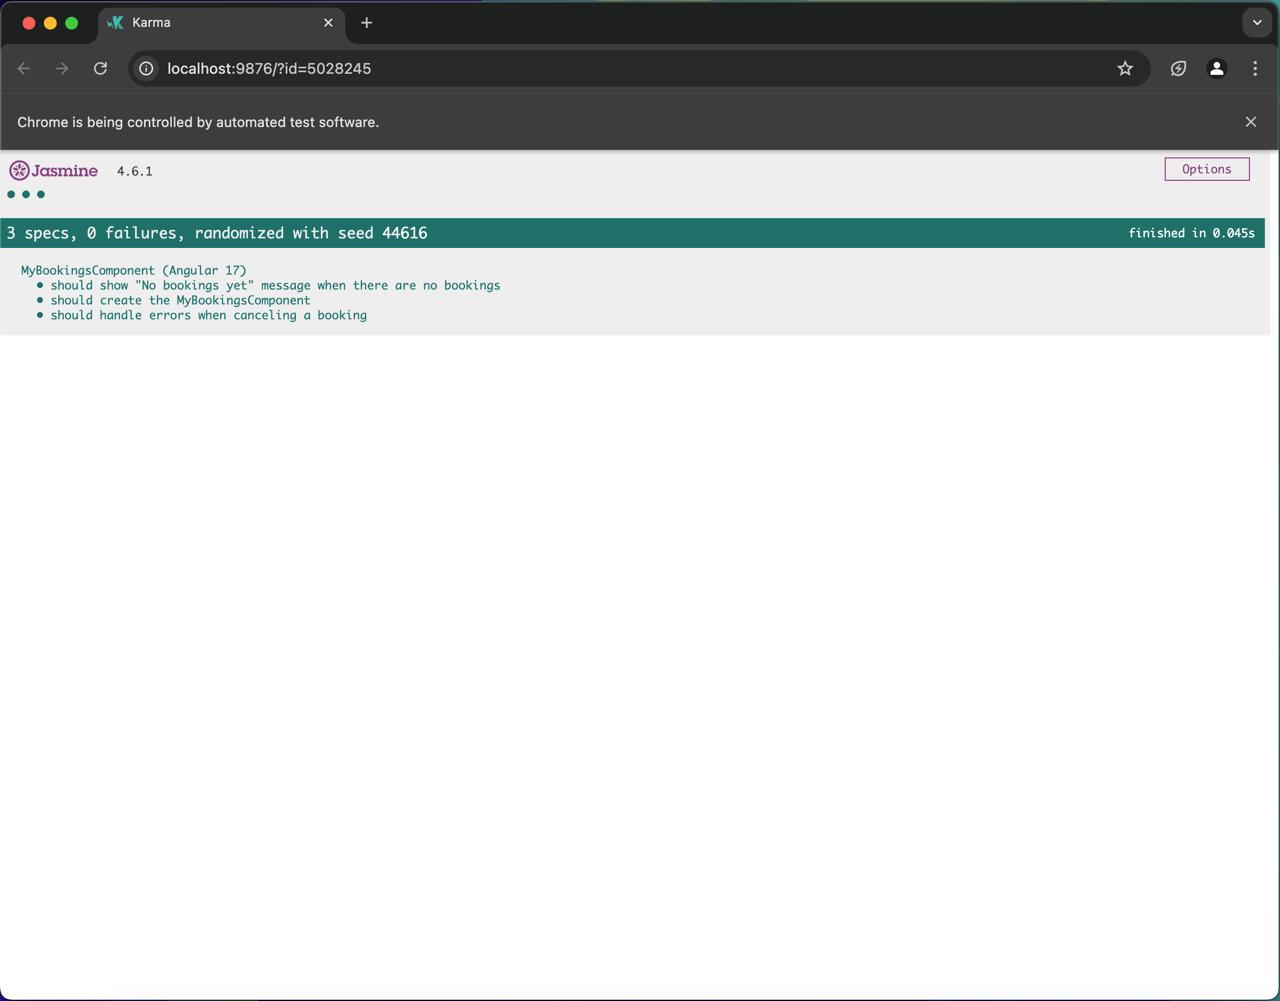 Karma
localhost:9876/?id=5028245
Chrome is being controlled by automated test software.
Jasmine 4.6.1 Options
3 specs, 0 failures, randomized with seed 44616 finished in 0.045s
MyBookingsComponent (Angular 17)
• should show "No bookings yet" message when there are no bookings
• should create the MyBookingsComponent
• should handle errors when canceling a booking